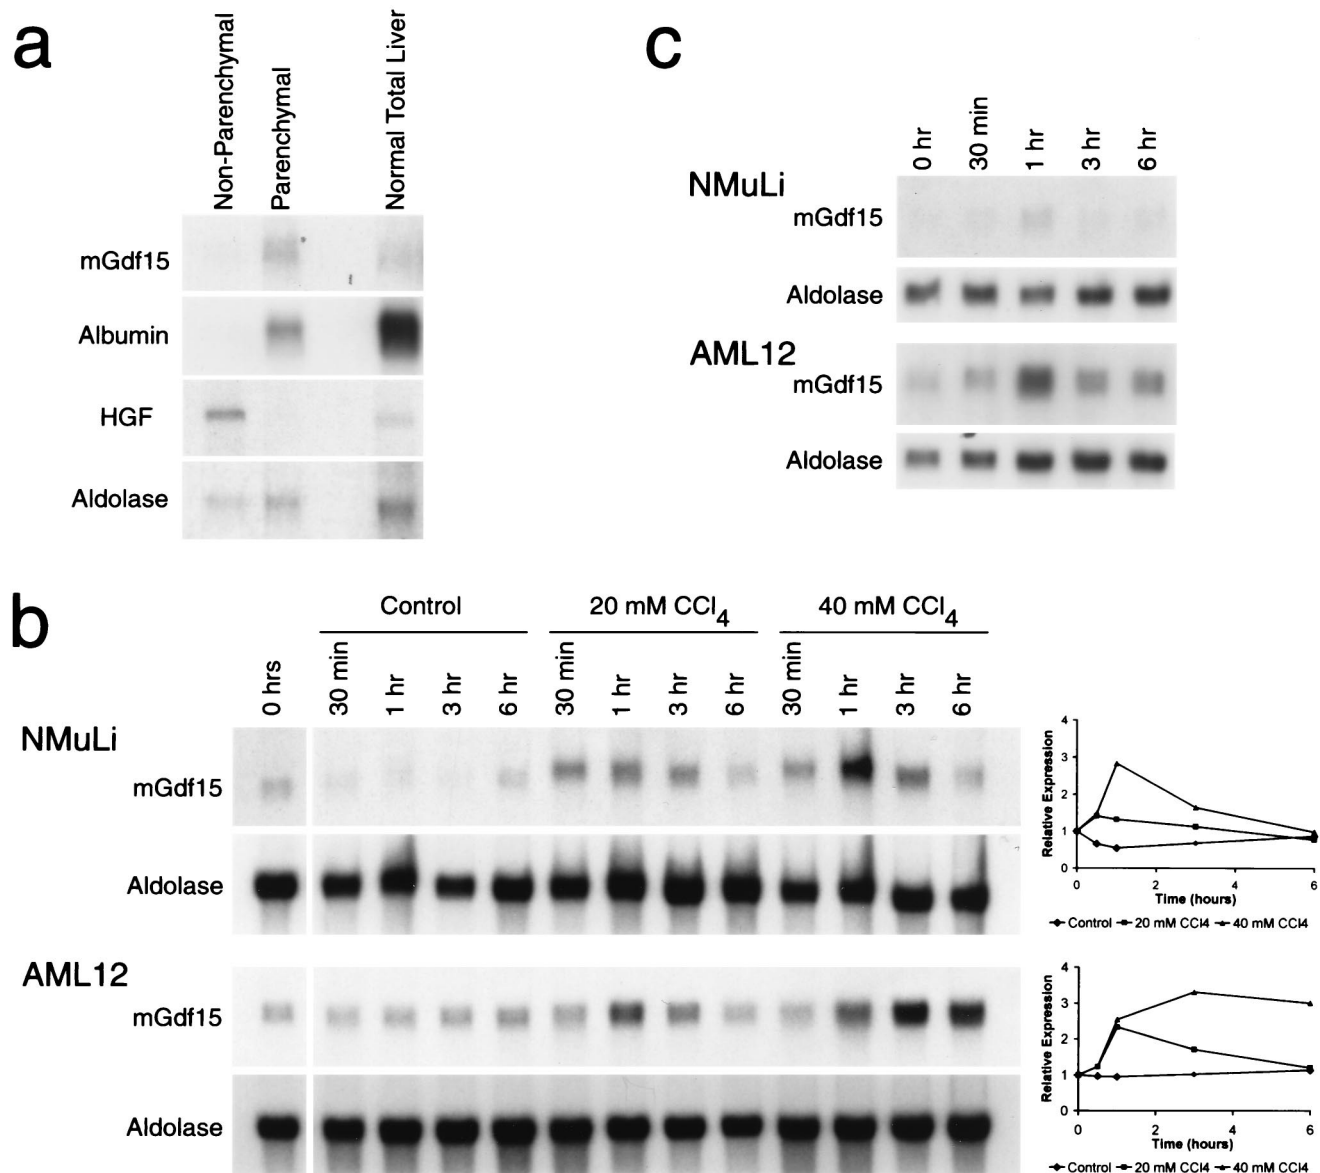 a
Non-Parenchymal
Parenchymal
Normal Total Liver
mGdf15
Albumin
HGF
Aldolase
c
0 hr
30 min
1 hr
3 hr
6 hr
NMuLi
mGdf15
Aldolase
AML12
mGdf15
Aldolase
b
Control
20 mM CCl4
40 mM CCl4
0 hrs
30 min
1 hr
3 hr
6 hr
30 min
1 hr
3 hr
6 hr
30 min
1 hr
3 hr
6 hr
NMuLi
mGdf15
Aldolase
Relative Expression
4
3
2
1
0
0 2 4 6
Time (hours)
Control 20 mM CCl4 40 mM CCl4
AML12
mGdf15
Aldolase
Relative Expression
4
3
2
1
0
0 2 4 6
Time (hours)
Control 20 mM CCl4 40 mM CCl4